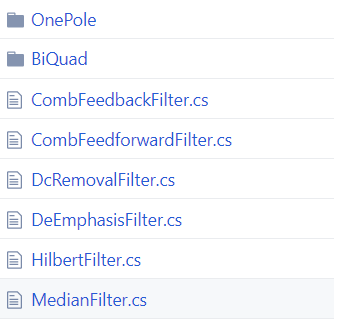 OnePole
BiQuad
CombFeedbackFilter.cs
CombFeedforwardFilter.cs
DcRemovalFilter.cs
DeEmphasisFilter.cs
HilbertFilter.cs
MedianFilter.cs